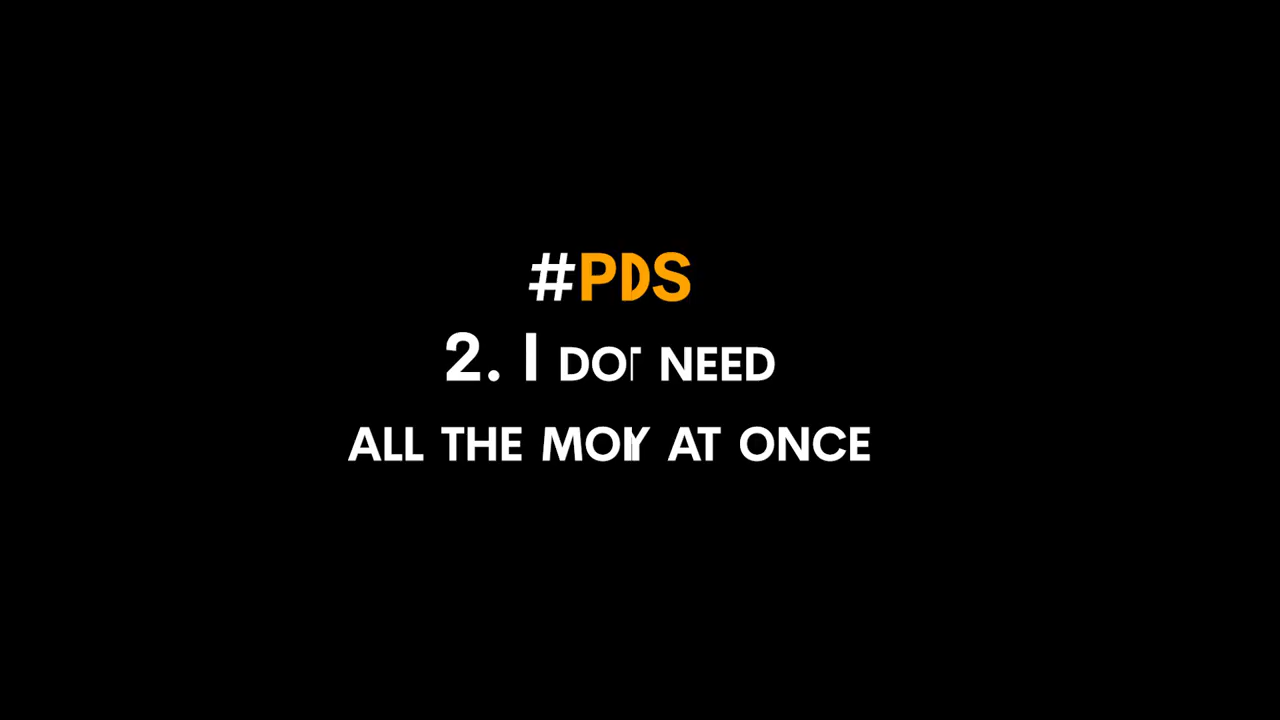 #PDS
2. I NEED
ALL THE AT ONCE